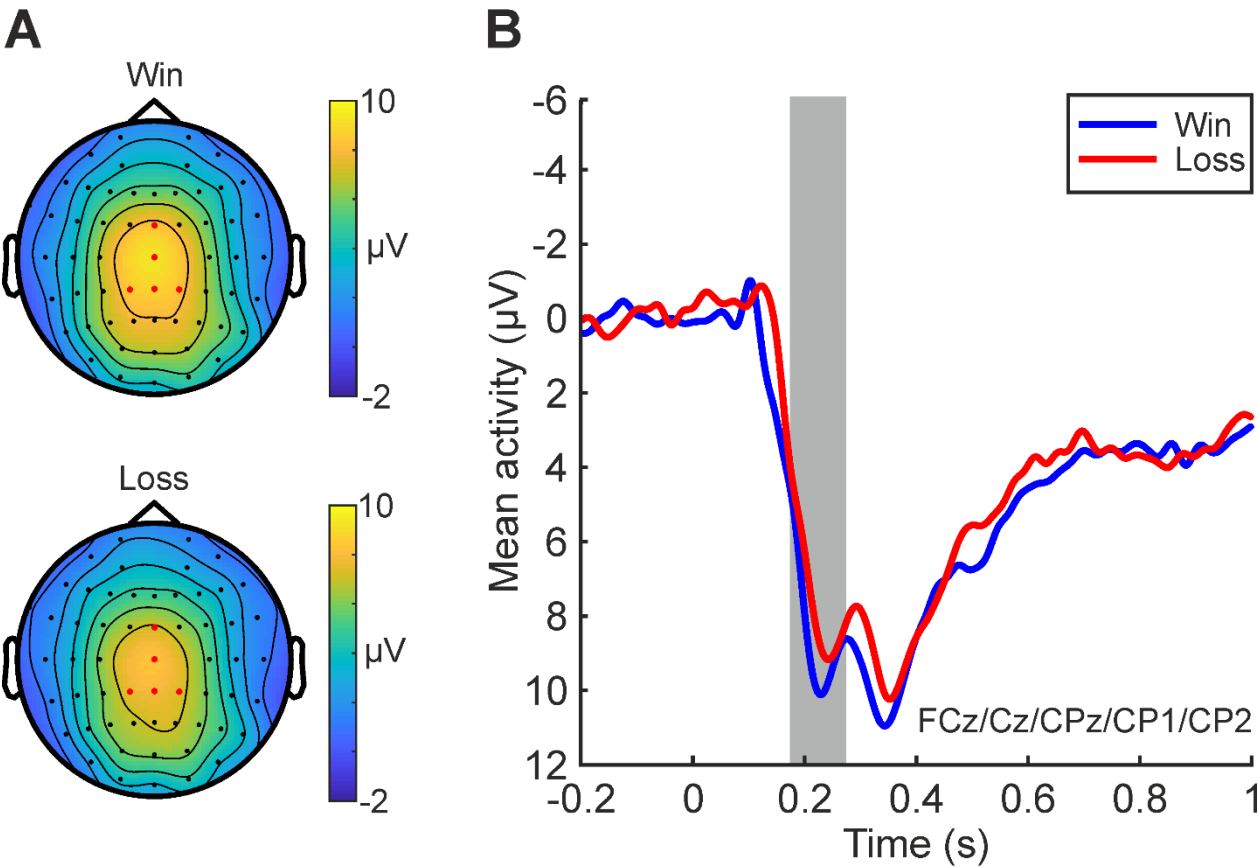 A
Win
10
µV
-2
Loss
10
µV
-2
B
Win
Loss
Mean activity (µV)
-6
-4
-2
0
2
4
6
8
10
12
FCz/Cz/CPz/CP1/CP2
-0.2 0 0.2 0.4 0.6 0.8 1
Time (s)